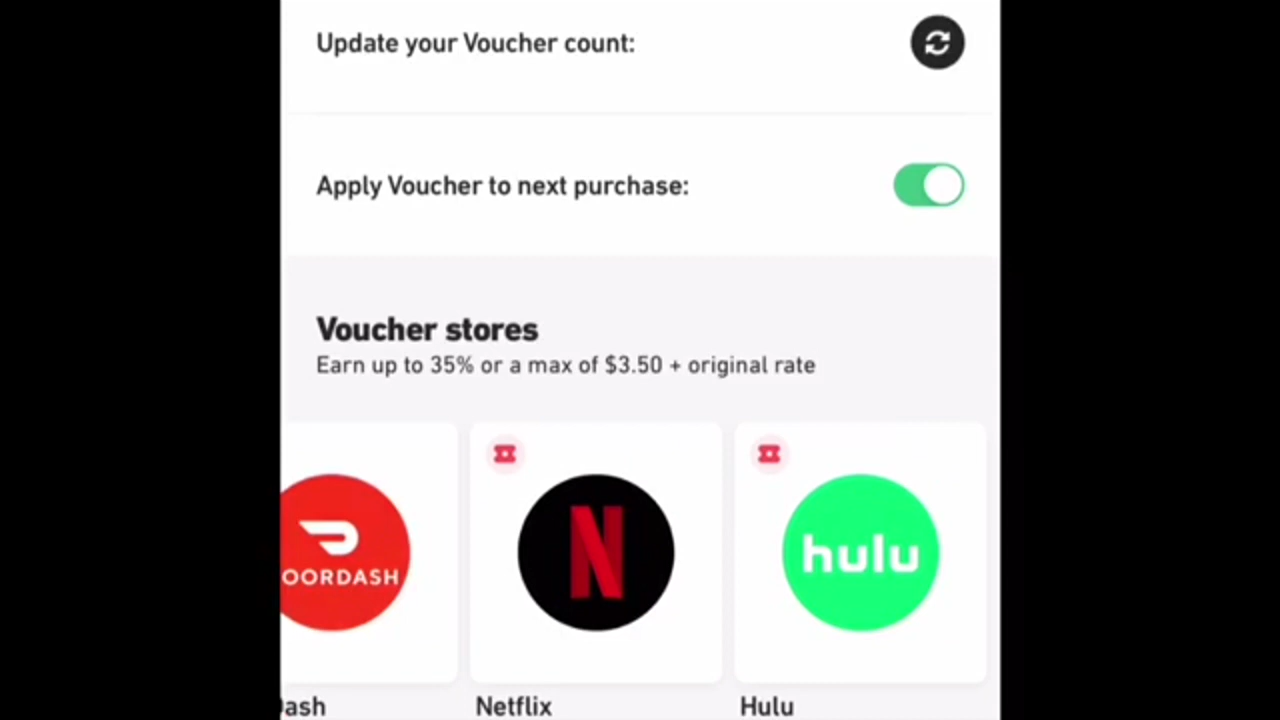 Update your Voucher count:
Apply Voucher to next purchase:
Voucher stores
Earn up to 35% or a max of $3.50 + original rate
OORDASH
N
hulu
ash
Netflix
Hulu